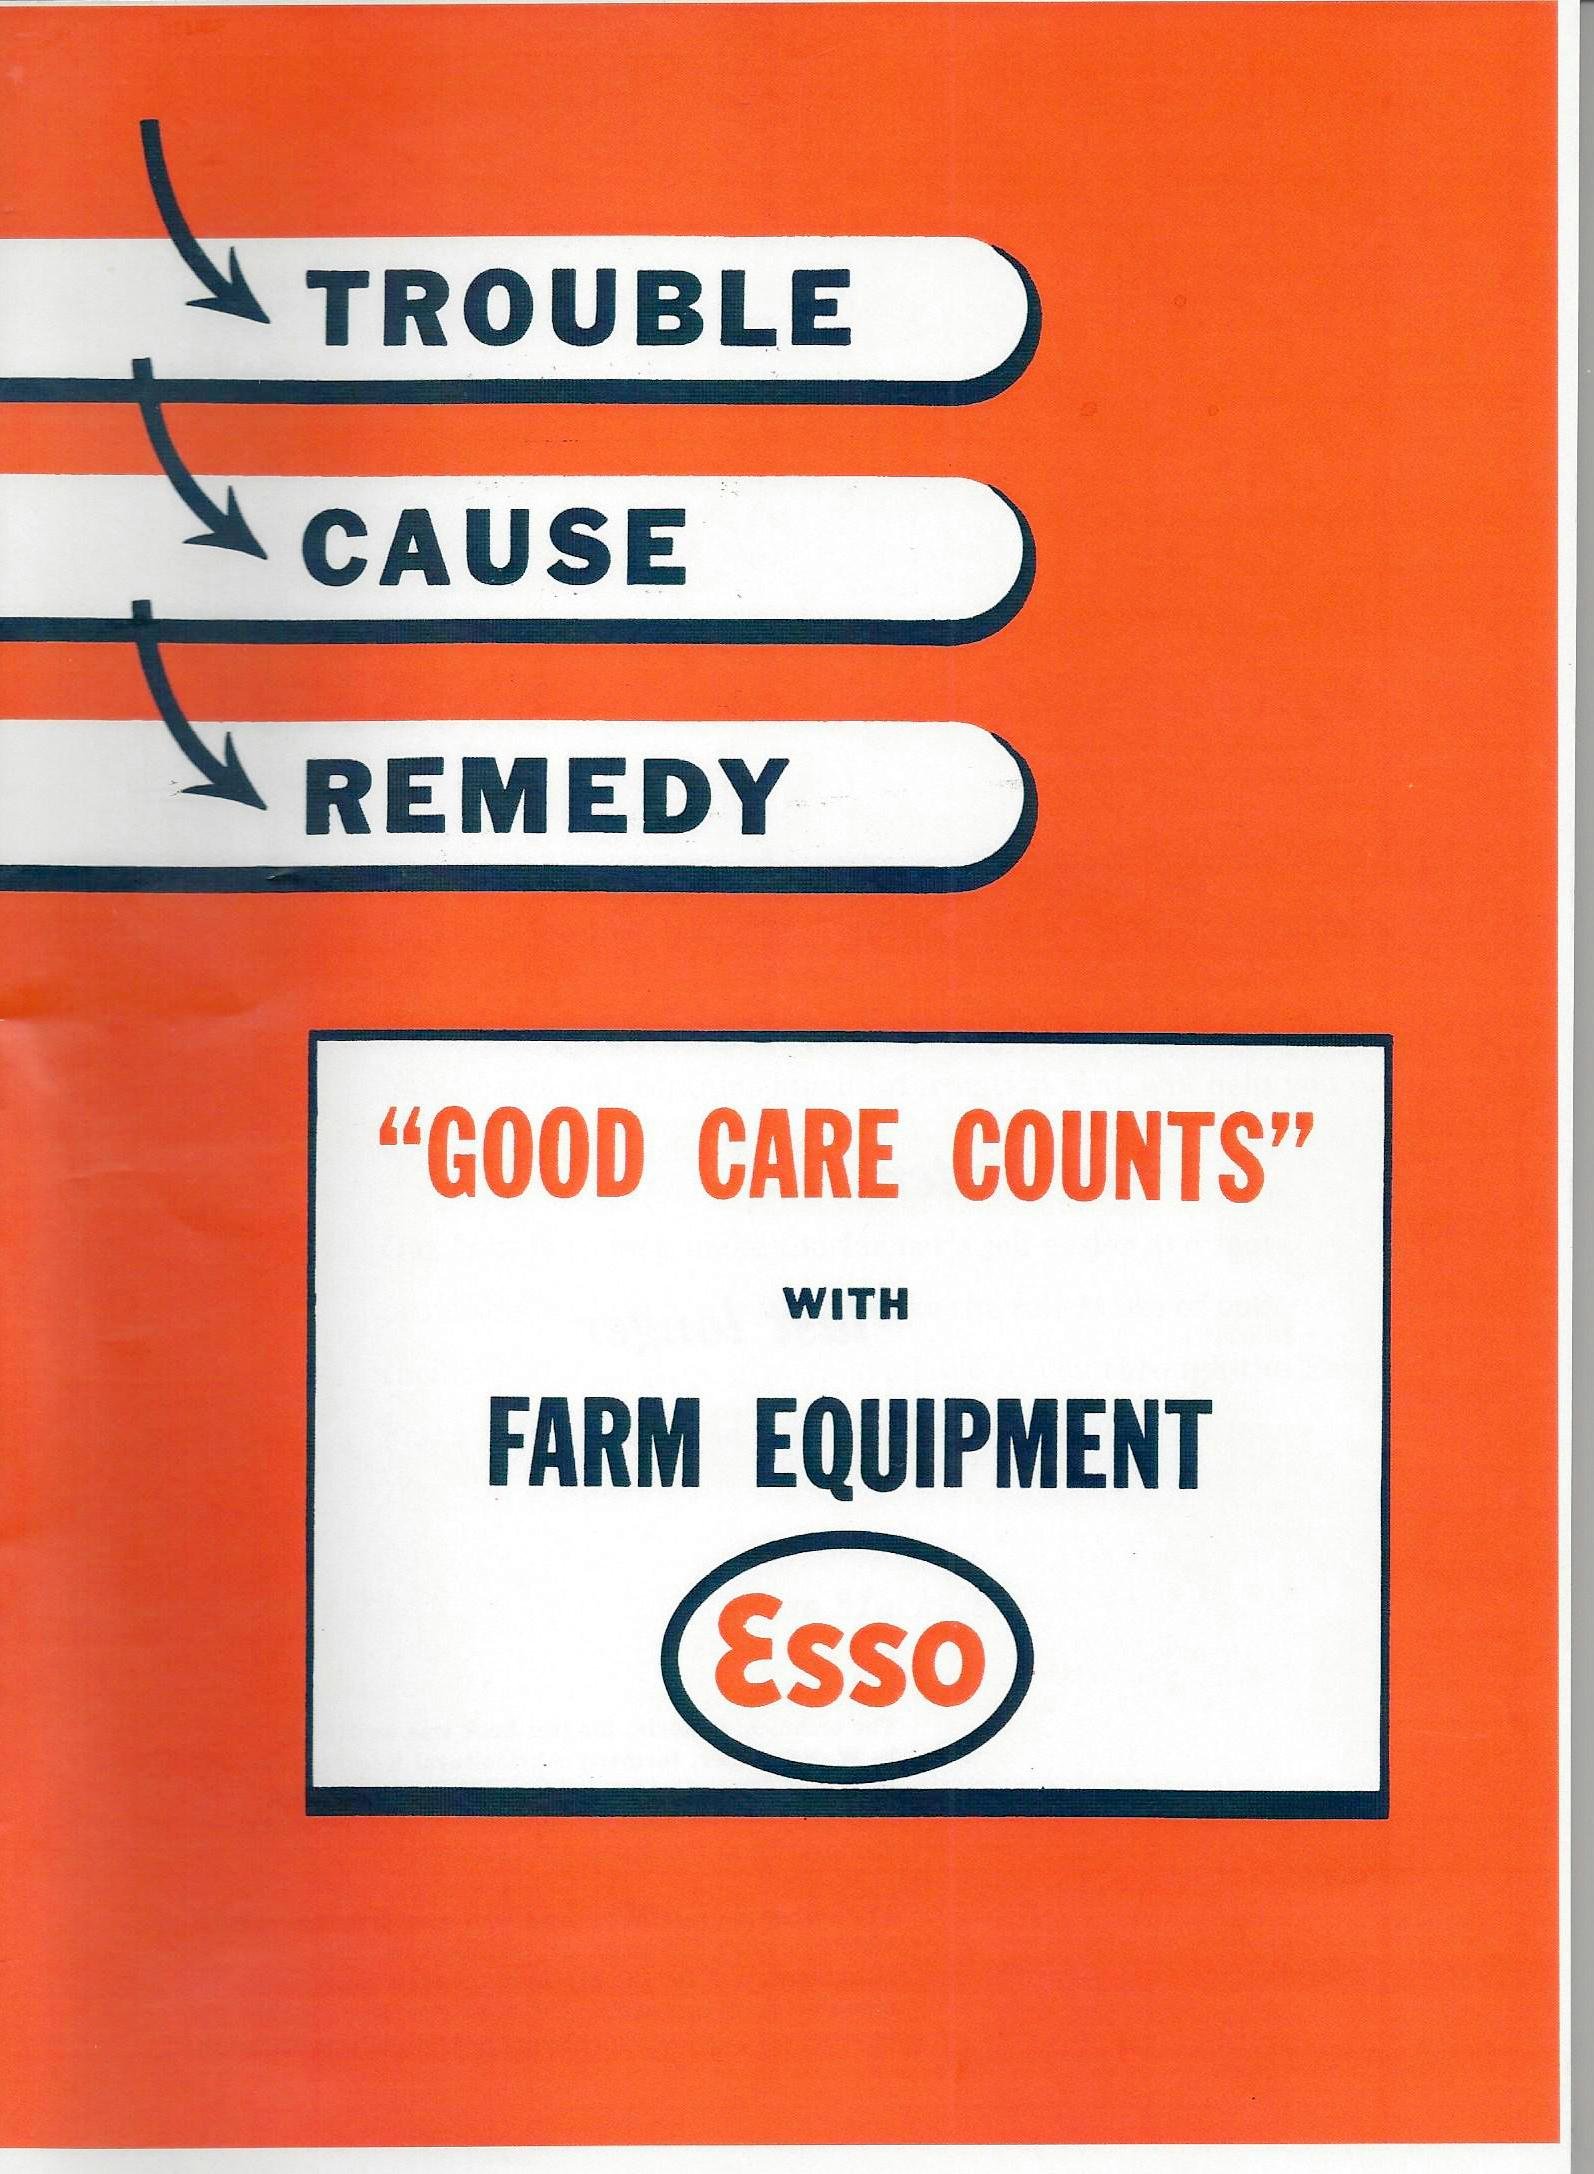 TROUBLE
CAUSE
REMEDY
“GOOD CARE COUNTS”
WITH
FARM EQUIPMENT
Esso